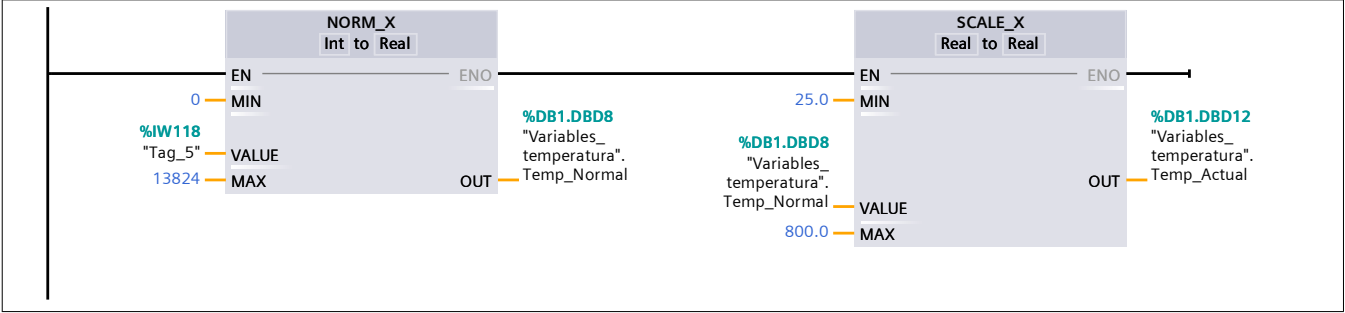 NORM_X
Int to Real
EN
ENO
0
MIN
%IW118
"Tag_5"
VALUE
13824
MAX
OUT
%DB1.DBD8
"Variables_
temperatura".
Temp_Normal
SCALE_X
Real to Real
EN
ENO
25.0
MIN
%DB1.DBD8
"Variables_
temperatura".
Temp_Normal
VALUE
800.0
MAX
OUT
%DB1.DBD12
"Variables_
temperatura".
Temp_Actual